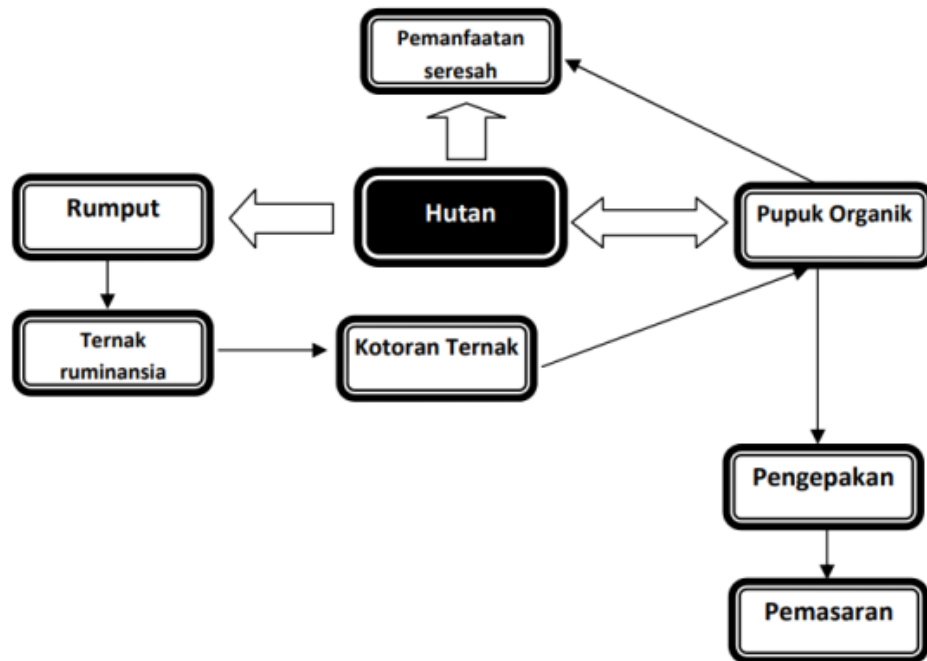 Pemanfaatan
seresah
Rumput
Hutan
Pupuk Organik
Ternak
ruminansia
Kotoran Ternak
Pengepakan
Pemasaran